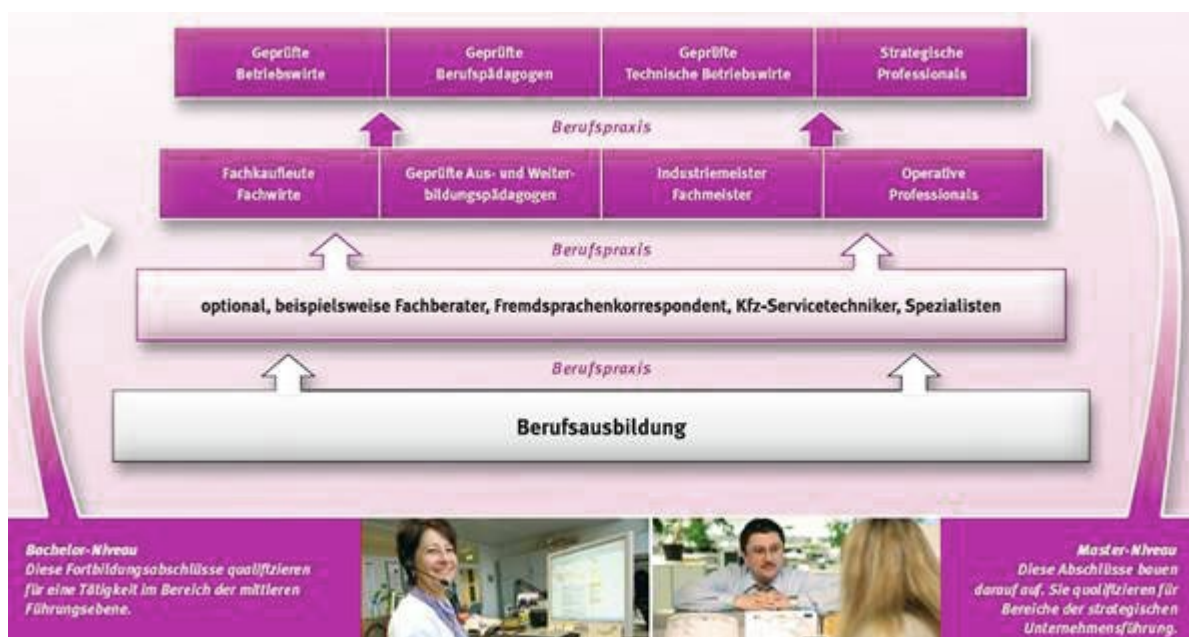 Geprüfte
Betriebswirte
Geprüfte
Berufspädagogen
Geprüfte
Technische Betriebswirte
Strategische
Professionals
Berufspraxis
Fachkaufleute
Fachwirte
Geprüfte Aus- und Weiter-
bildungspädagogen
Industriemeister
Fachmeister
Operative
Professionals
Berufspraxis
optional, beispielsweise Fachberater, Fremdsprachenkorrespondent, Kfz-Servicetechniker, Spezialisten
Berufspraxis
Berufsausbildung
Bachelor-Niveau
Diese Fortbildungsabschlüsse qualifizieren
für eine Tätigkeit im Bereich der mittleren
Führungsebene.
Master-Niveau
Diese Abschlüsse bauen
darauf auf. Sie qualifizieren für
Bereiche der strategischen
Unternehmensführung.